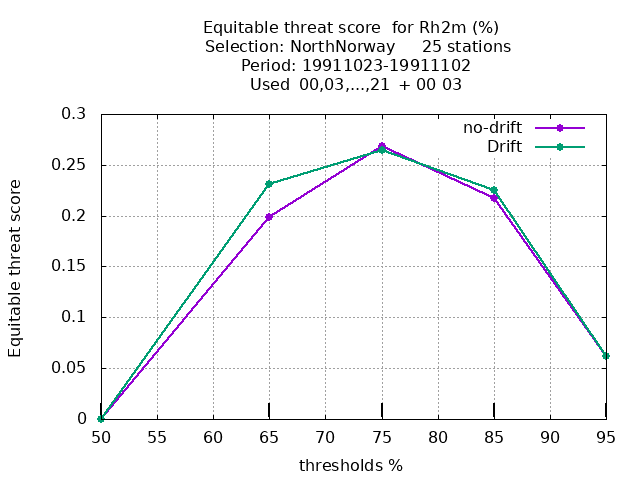 Equitable threat score  for Rh2m (%)
Selection: NorthNorway     25 stations
Period: 19911023-19911102
Used  00,03,...,21  + 00 03
no-drift
Drift
Equitable threat score
0.3
0.25
0.2
0.15
0.1
0.05
0
50 55 60 65 70 75 80 85 90 95
thresholds %